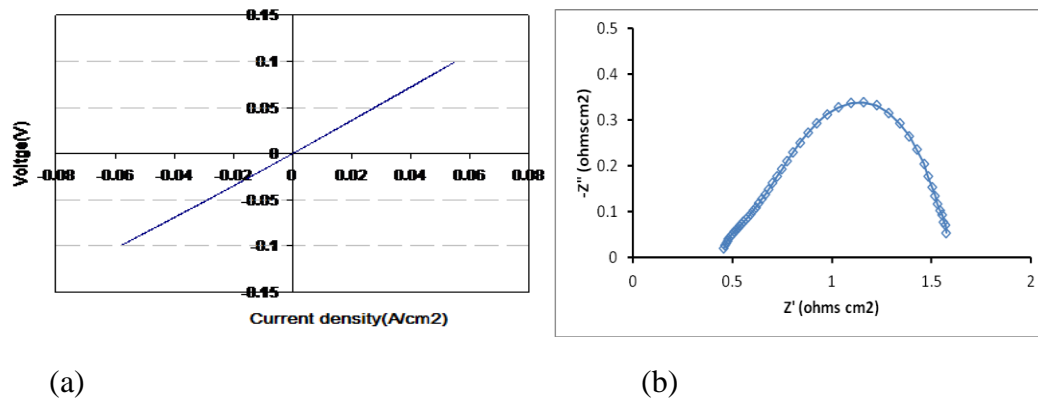 0.15
0.1
0.05
0
-0.05
-0.1
-0.15
-0.08 -0.06 -0.04 -0.02 0 0.02 0.04 0.06 0.08
Voltge(V)
Current density(A/cm2)
0.5
0.4
0.3
0.2
0.1
0
0 0.5 1 1.5 2
-Z'' (ohmscm2)
Z' (ohms cm2)
(a) (b)